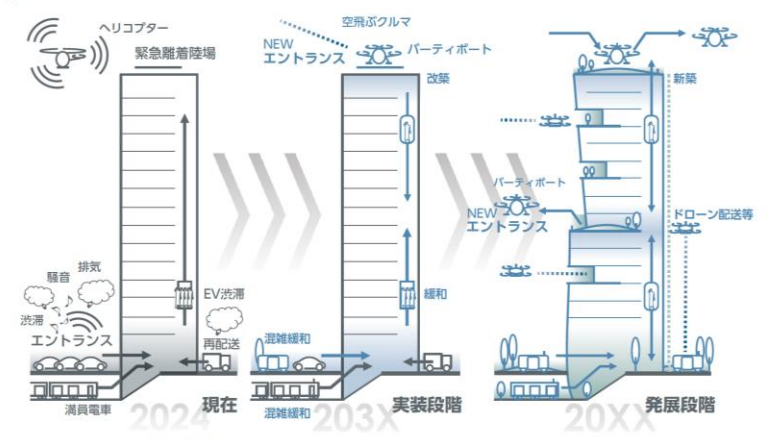 ヘリコプター
緊急離着陸場
騒音
排気
渋滞
エントランス
EV渋滞
再配送
満員電車
2024
現在
空飛ぶクルマ
NEW
エントランス
バーティポート
改築
緩和
混雑緩和
混雑緩和
203X
実装段階
新築
バーティポート
NEW
エントランス
ドローン配送等
20XX
発展段階